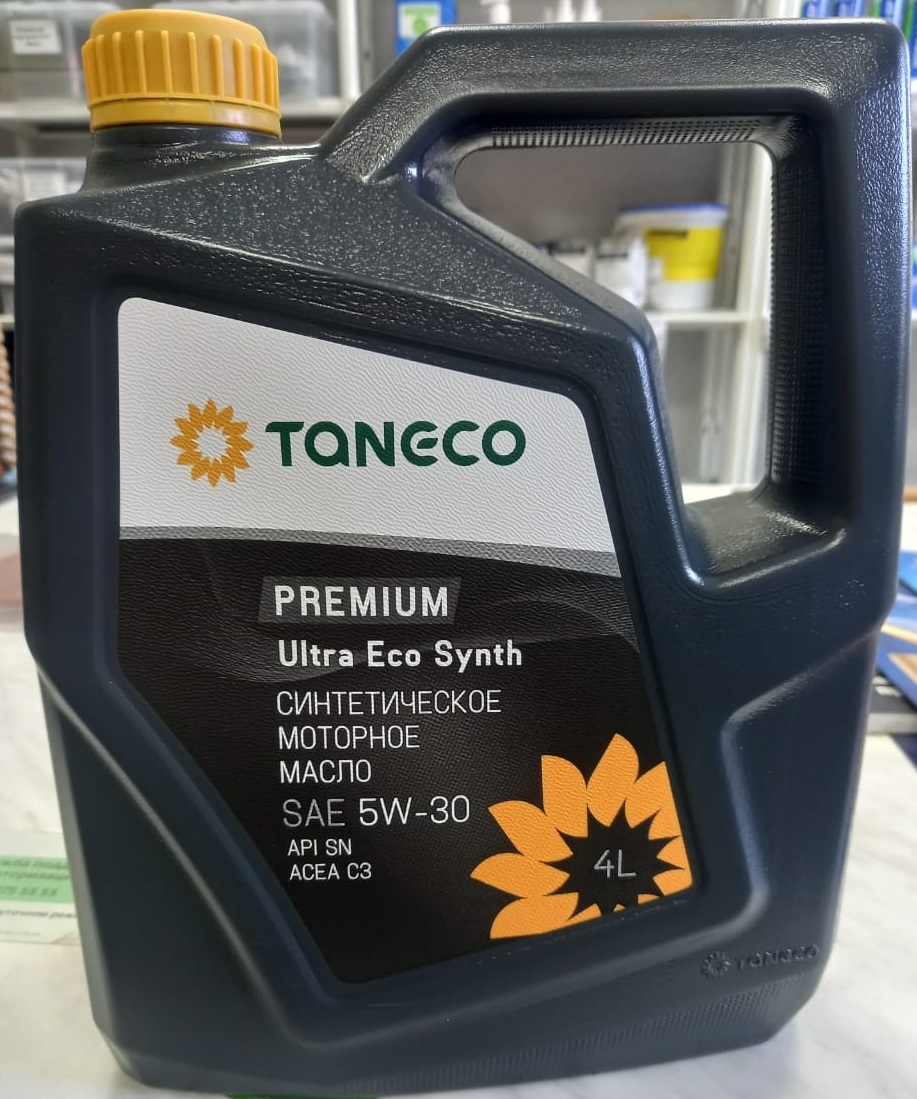 TANECO
PREMIUM
Ultra Eco Synth
СИНТЕТИЧЕСКОЕ
МОТОРНОЕ
МАСЛО
SAE 5W-30
API SN
ACEA C3
4L
TANECO